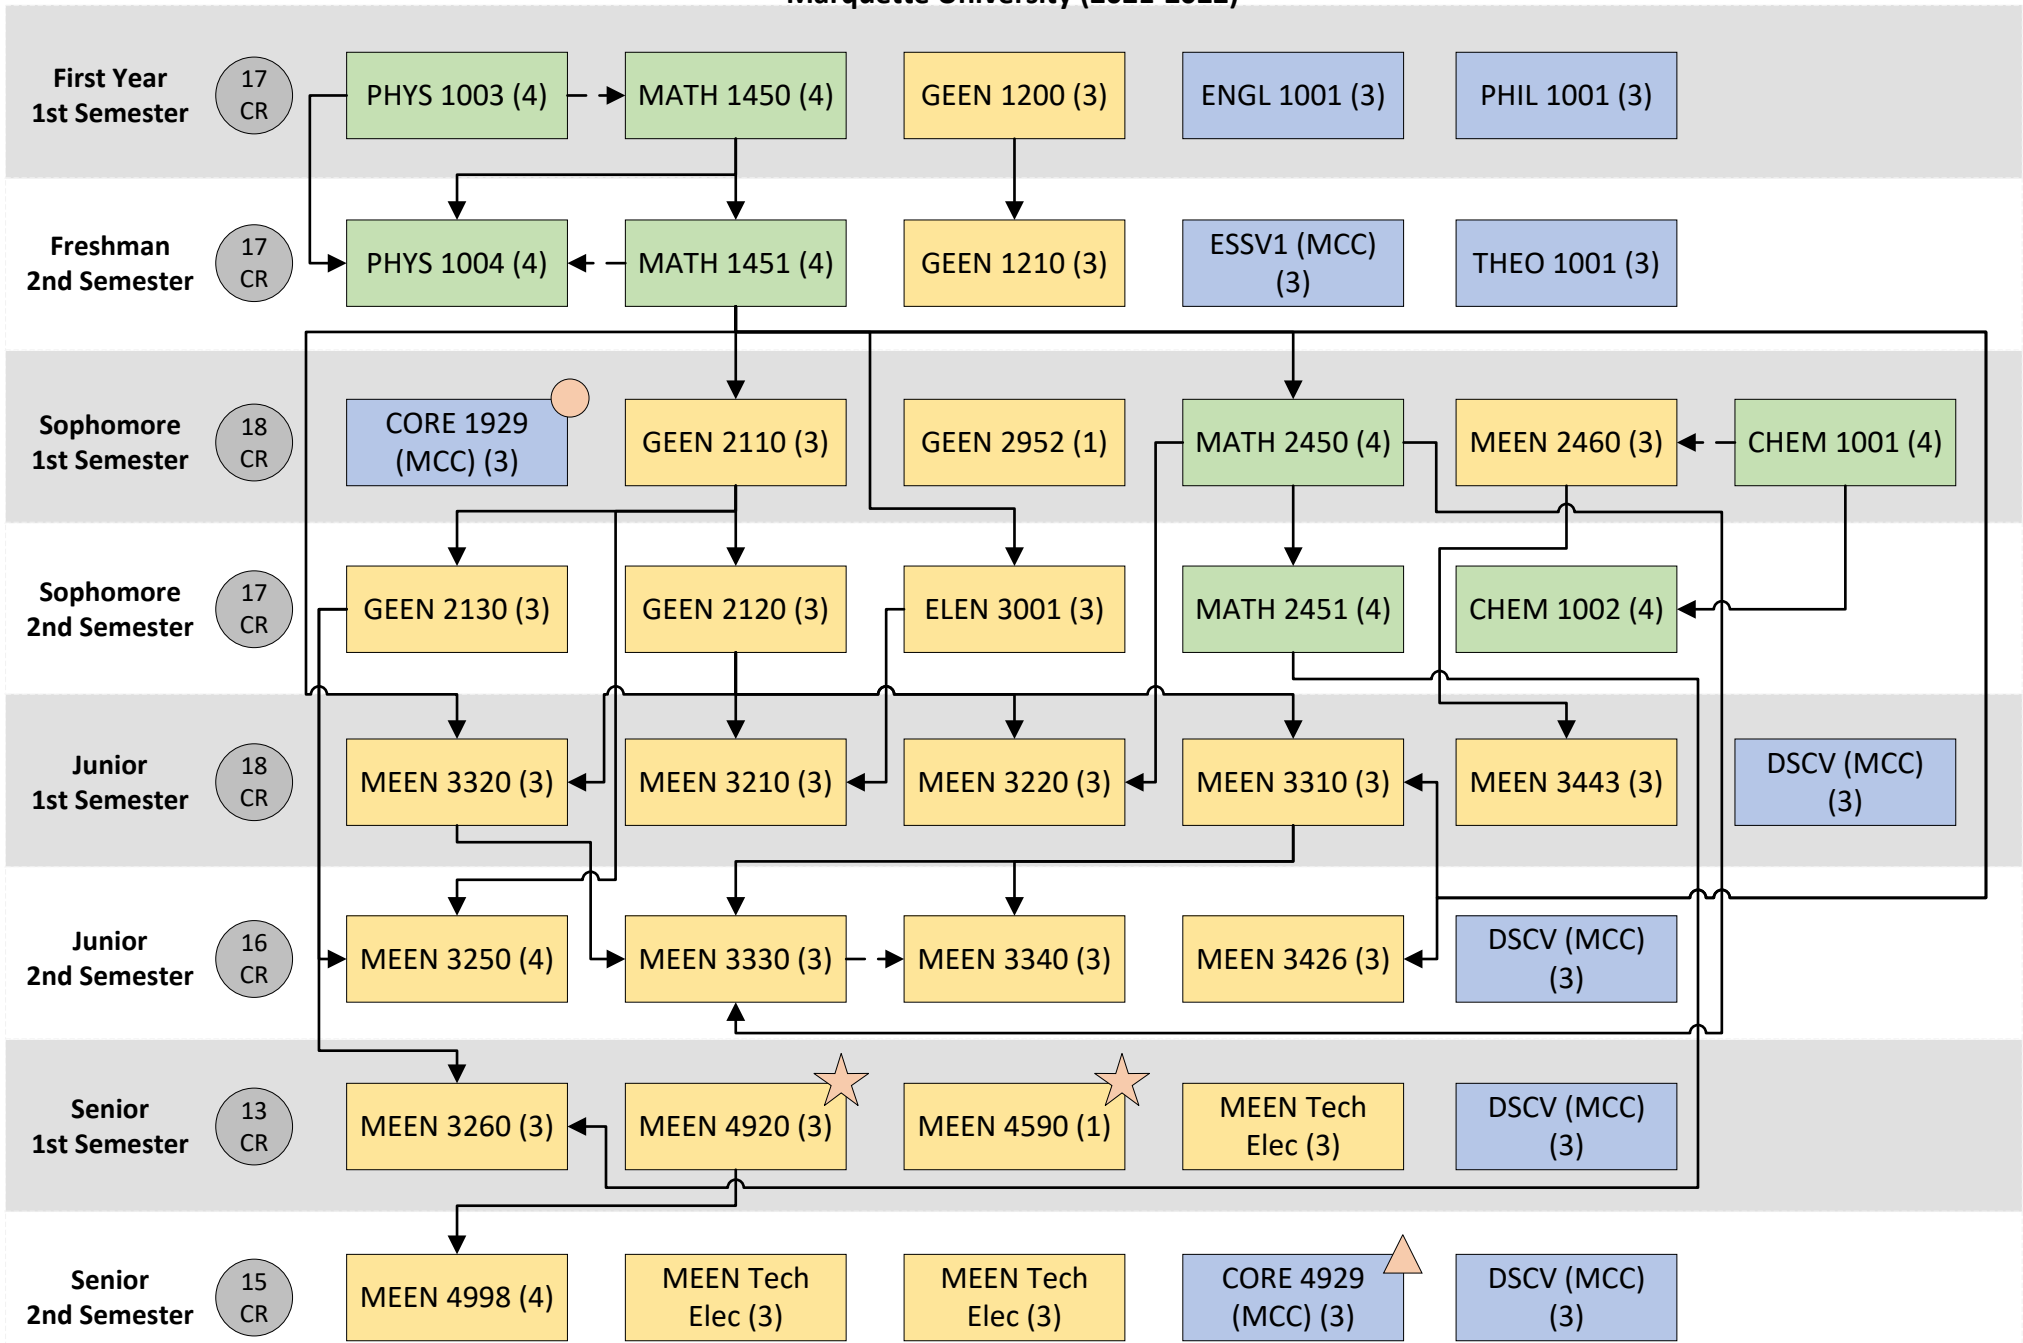 Marquette University (2021-2022)
First Year
1st Semester
17
CR
PHYS 1003 (4)
MATH 1450 (4)
GEEN 1200 (3)
ENGL 1001 (3)
PHIL 1001 (3)
Freshman
2nd Semester
17
CR
PHYS 1004 (4)
MATH 1451 (4)
GEEN 1210 (3)
ESSV1 (MCC)
(3)
THEO 1001 (3)
Sophomore
1st Semester
18
CR
CORE 1929
(MCC) (3)
GEEN 2110 (3)
GEEN 2952 (1)
MATH 2450 (4)
MEEN 2460 (3)
CHEM 1001 (4)
Sophomore
2nd Semester
17
CR
GEEN 2130 (3)
GEEN 2120 (3)
ELEN 3001 (3)
MATH 2451 (4)
CHEM 1002 (4)
Junior
1st Semester
18
CR
MEEN 3320 (3)
MEEN 3210 (3)
MEEN 3220 (3)
MEEN 3310 (3)
MEEN 3443 (3)
DSCV (MCC)
(3)
Junior
2nd Semester
16
CR
MEEN 3250 (4)
MEEN 3330 (3)
MEEN 3340 (3)
MEEN 3426 (3)
DSCV (MCC)
(3)
Senior
1st Semester
13
CR
MEEN 3260 (3)
MEEN 4920 (3)
MEEN 4590 (1)
MEEN Tech
Elec (3)
DSCV (MCC)
(3)
Senior
2nd Semester
15
CR
MEEN 4998 (4)
MEEN Tech
Elec (3)
MEEN Tech
Elec (3)
CORE 4929
(MCC) (3)
DSCV (MCC)
(3)